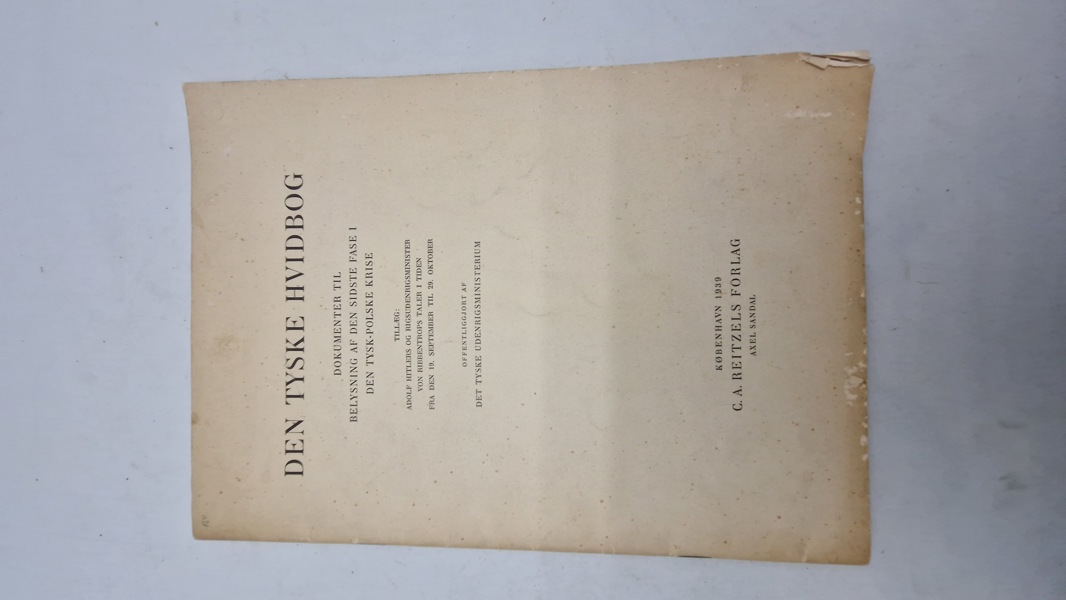 DEN TYSKE HVIDBOG
DOKUMENTER TIL
BELYSNING AF DEN SIDSTE FASE I
DEN TYSK-POLSKE KRISE
TILLÆG:
ADOLF HITLERS OG RIGSUDENRIGSMINISTER
VON RIBBENTROPS TALER I TIDEN
FRA DEN 19. SEPTEMBER TIL 29. OKTOBER
OFFENTLIGGJORT AF
DET TYSKE UDENRIGSMINISTERIUM
KØBENHAVN 1939
C. A. REITZELS FORLAG
AXEL SANDAL